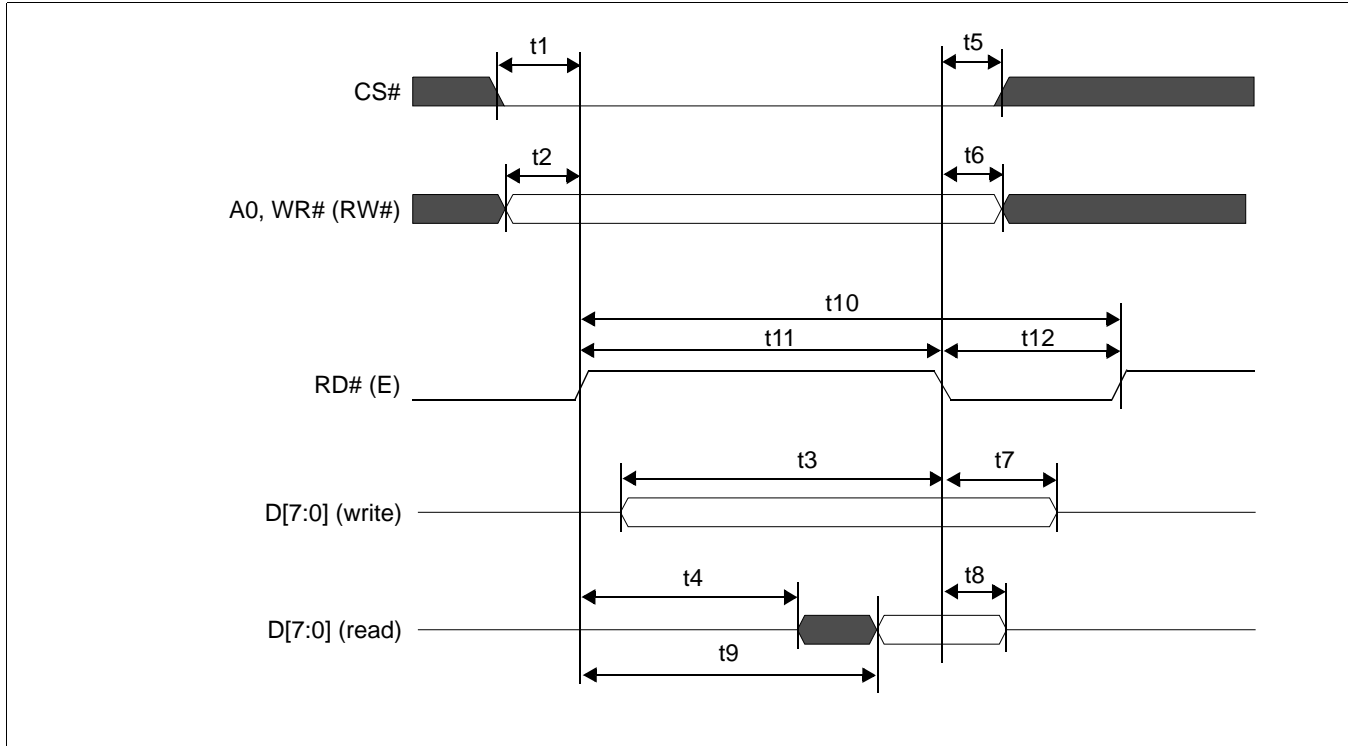 t1
t5
CS#
t2
t6
A0, WR# (RW#)
t10
t11
t12
RD# (E)
t3
t7
D[7:0] (write)
t4
t8
D[7:0] (read)
t9